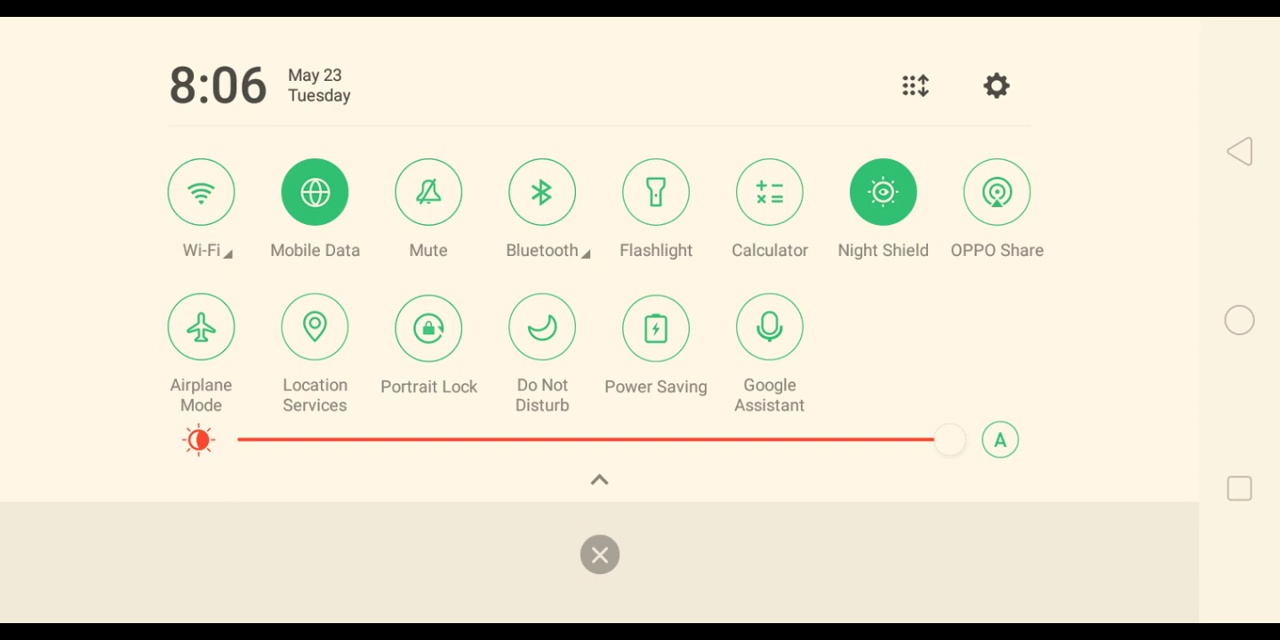 8:06
May 23
Tuesday
Wi-Fi
Mobile Data
Mute
Bluetooth
Flashlight
Calculator
Night Shield
OPPO Share
Airplane
Mode
Location
Services
Portrait Lock
Do Not
Disturb
Power Saving
Google
Assistant
A